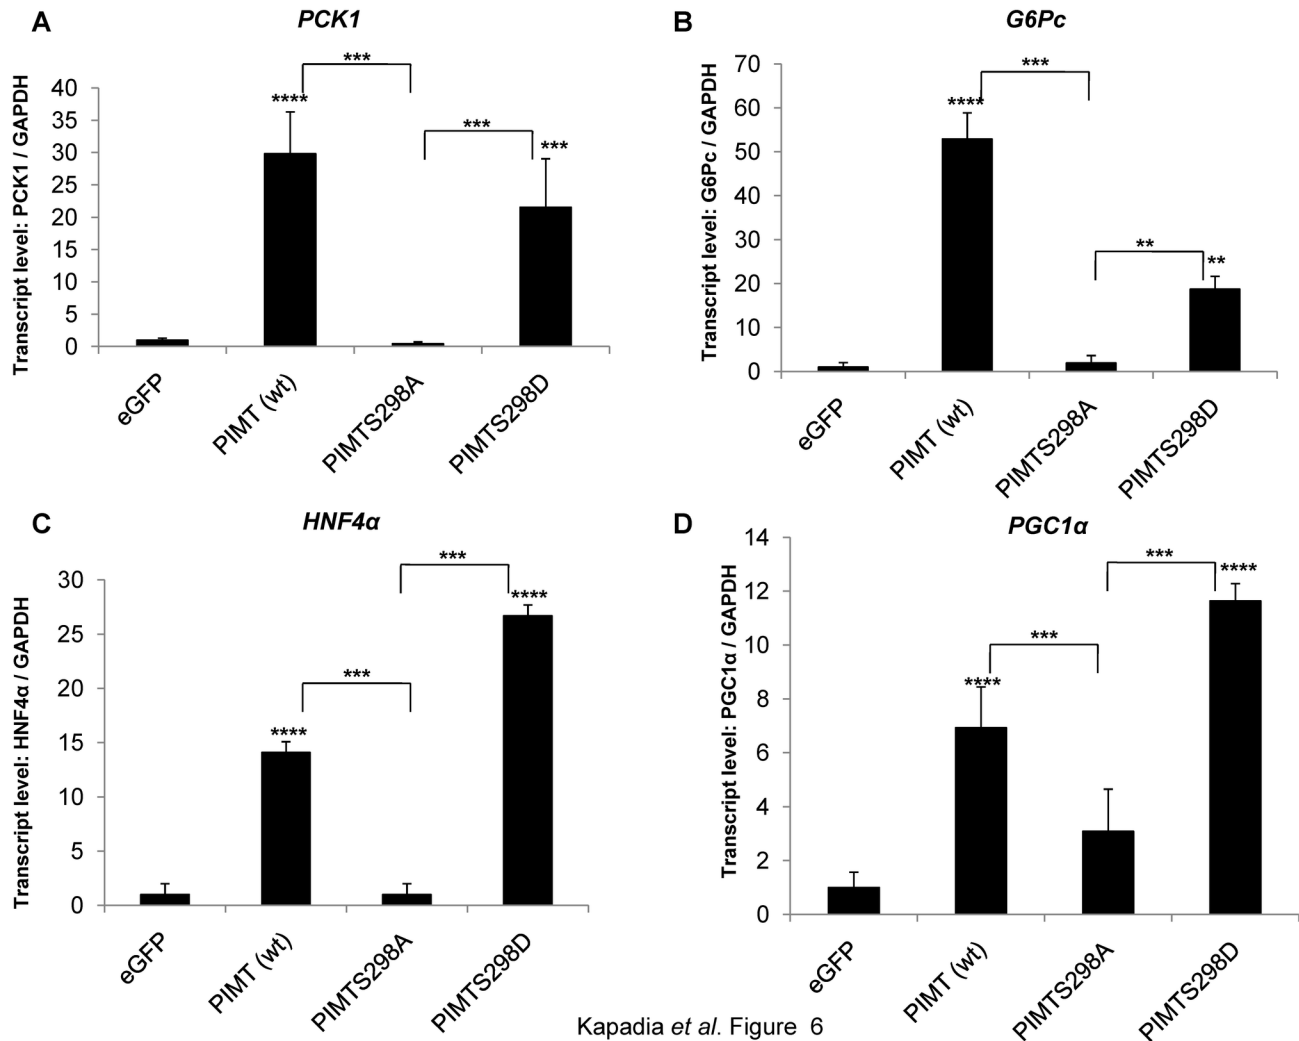 A
PCK1
Transcript level: PCK1 / GAPDH
40
35
30
25
20
15
10
5
0
***
****
***
***
eGFP
PIMT (wt)
PIMTS298A
PIMTS298D
B
G6Pc
Transcript level: G6Pc / GAPDH
70
60
50
40
30
20
10
0
***
****
**
**
eGFP
PIMT (wt)
PIMTS298A
PIMTS298D
C
HNF4α
Transcript level: HNF4α / GAPDH
30
25
20
15
10
5
0
***
****
***
****
eGFP
PIMT (wt)
PIMTS298A
PIMTS298D
D
PGC1α
Transcript level: PGC1α / GAPDH
14
12
10
8
6
4
2
0
***
****
***
****
eGFP
PIMT (wt)
PIMTS298A
PIMTS298D
Kapadia et al. Figure 6